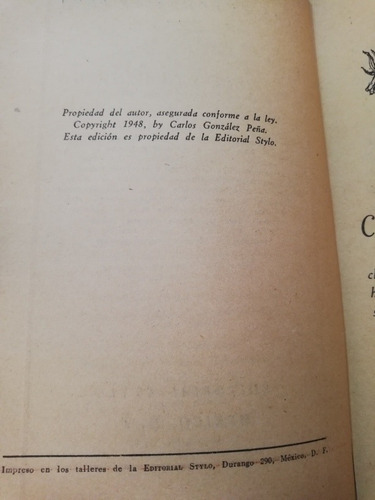 Propiedad del autor, asegurada conforme a la ley.
Copyright 1948, by Carlos González Peña.
Esta edición es propiedad de la Editorial Stylo.
Impreso en los talleres de la EDITORIAL STYLO, Durango 290, México, D. F.
C